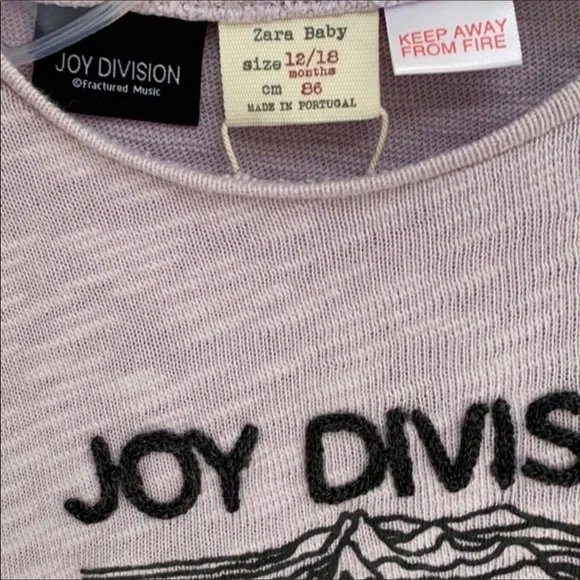 JOY DIVISION
©Fractured Music
Zara Baby
size 12/18
months
cm 86
MADE IN PORTUGAL
KEEP AWAY
FROM FIRE
JOY DIVIS